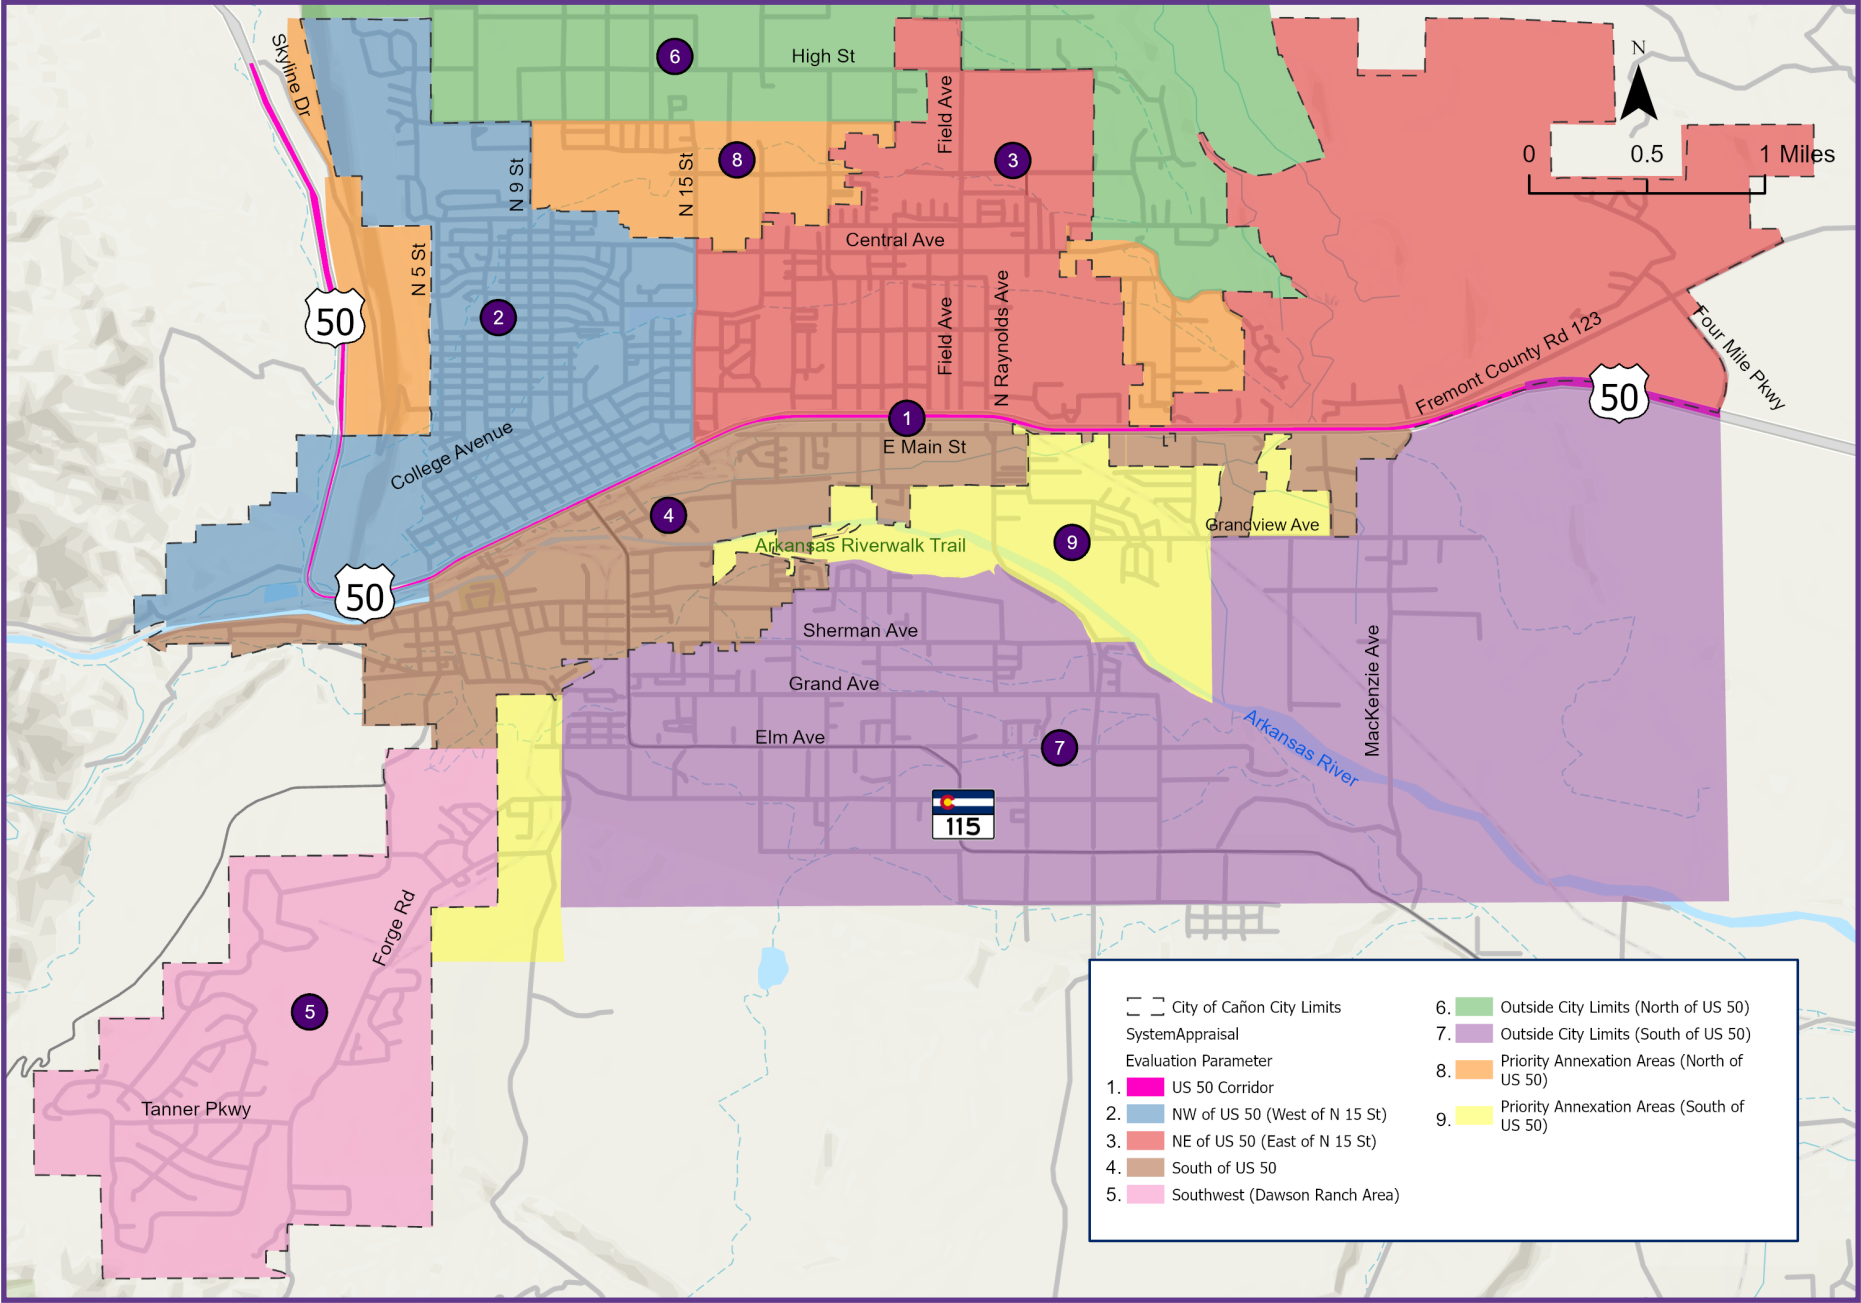 Skyline Dr
6
High St
Field Ave
N
8
3
N 9 St
N 15 St
0 0.5 1 Miles
Central Ave
N 5 St
50
2
Field Ave
N Raynolds Ave
Fremont County Rd 123
Four Mile Pkwy
50
1
E Main St
College Avenue
4
Grandview Ave
Arkansas Riverwalk Trail
9
50
Sherman Ave
MacKenzie Ave
Grand Ave
Elm Ave
7
Arkansas River
115
Forge Rd
5
Tanner Pkwy
City of Cañon City Limits
SystemAppraisal
Evaluation Parameter
1. US 50 Corridor
2. NW of US 50 (West of N 15 St)
3. NE of US 50 (East of N 15 St)
4. South of US 50
5. Southwest (Dawson Ranch Area)
6. Outside City Limits (North of US 50)
7. Outside City Limits (South of US 50)
8. Priority Annexation Areas (North of
US 50)
9. Priority Annexation Areas (South of
US 50)